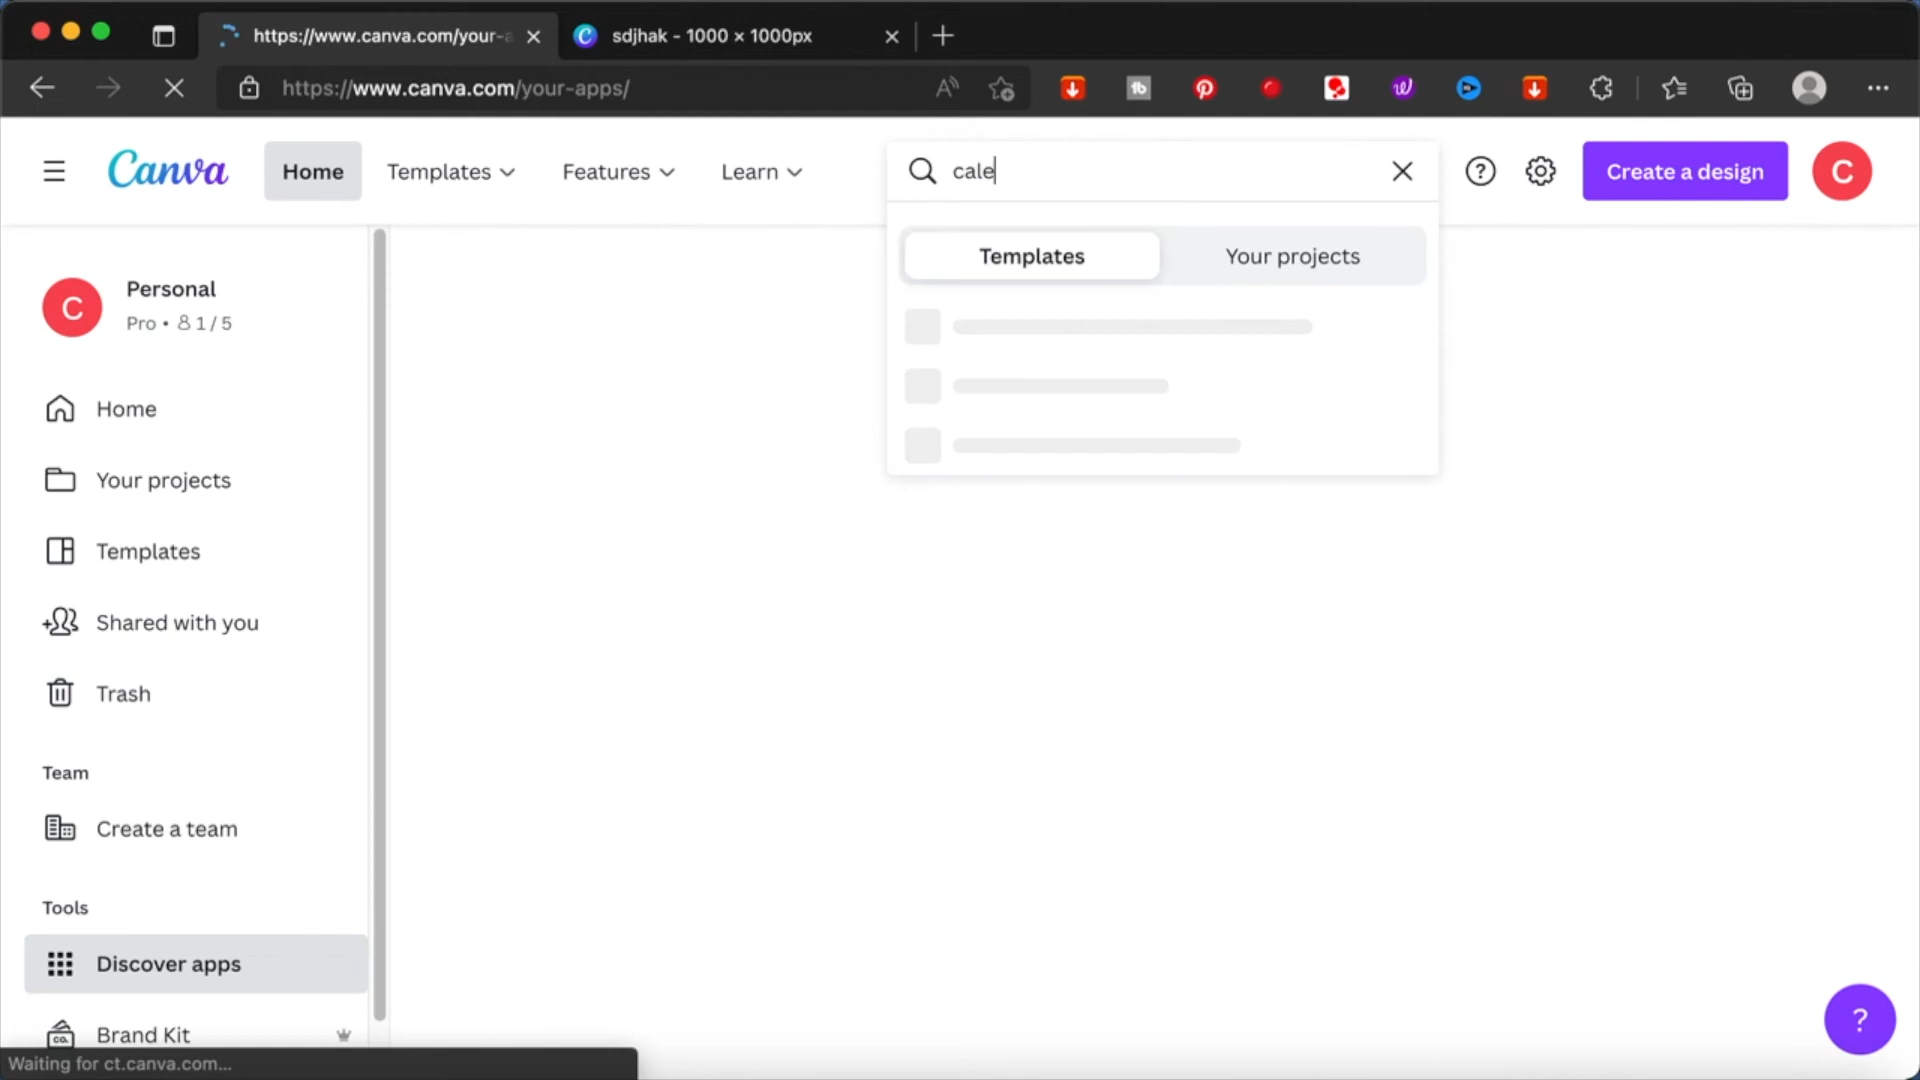 https://www.canva.com/your-a
sdjhak - 1000 × 1000px
https://www.canva.com/your-apps/
Canva
Home
Templates
Features
Learn
cale
Create a design
C
Templates
Your projects
C
Personal
Pro • 1 / 5
Home
Your projects
Templates
Shared with you
Trash
Team
Create a team
Tools
Discover apps
CO.
Brand Kit
Waiting for ct.canva.com...
?